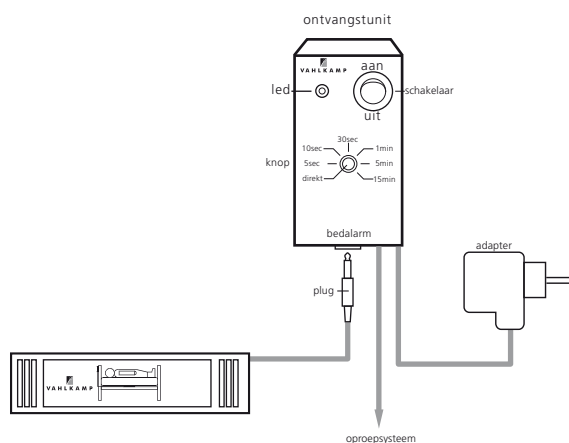 ontvangstunit
VAHLKAMP
aan
led
schakelaar
uit
30sec
10sec
1min
knop
5sec
5min
direkt
15min
bedalarm
adapter
plug
VAHLKAMP
oproepsysteem